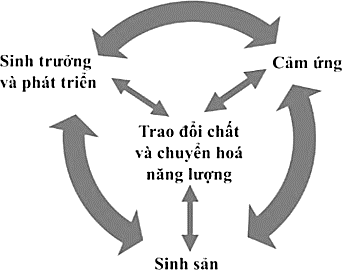 Sinh trưởng
và phát triển
Cảm ứng
Trao đổi chất
và chuyển hoá
năng lượng
Sinh sản